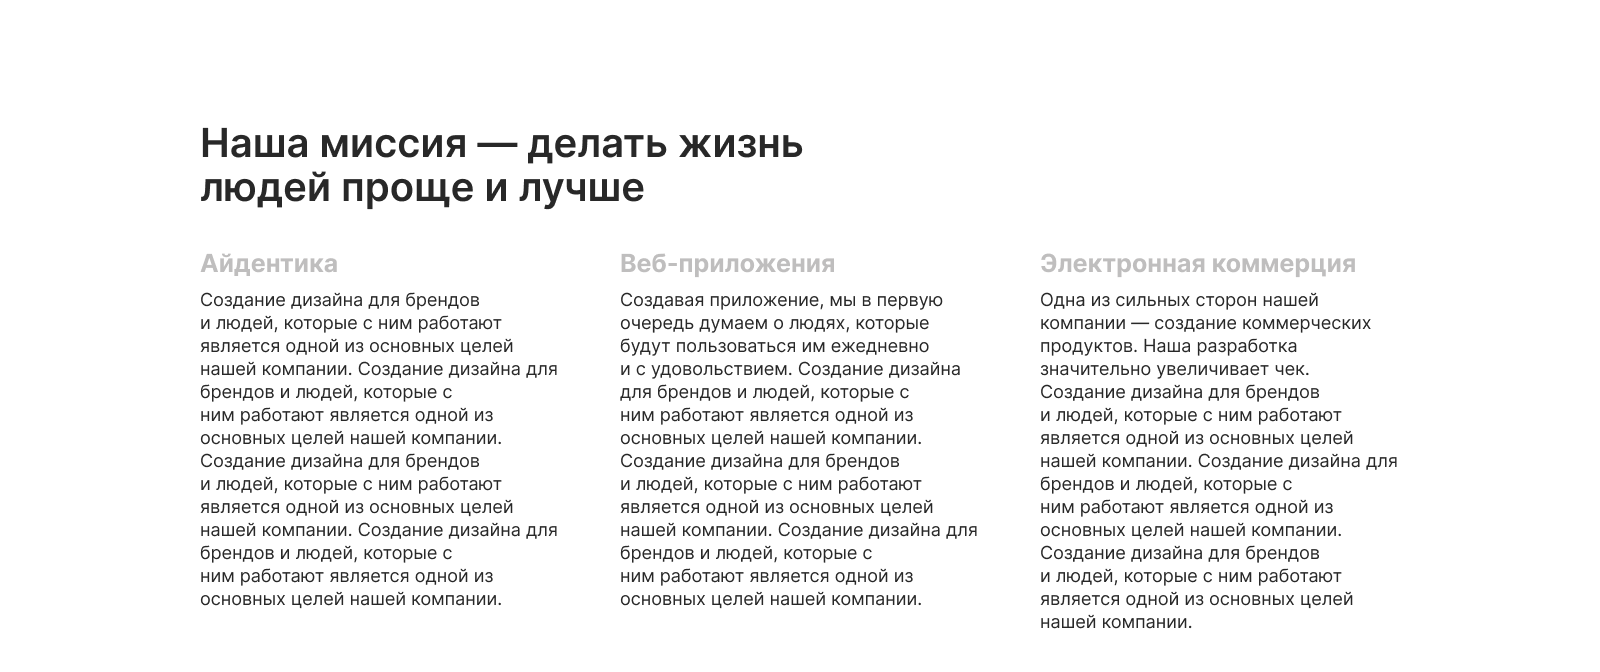 Наша миссия — делать жизнь
людей проще и лучше
Айдентика
Создание дизайна для брендов
и людей, которые с ним работают
является одной из основных целей
нашей компании. Создание дизайна для
брендов и людей, которые с
ним работают является одной из
основных целей нашей компании.
Создание дизайна для брендов
и людей, которые с ним работают
является одной из основных целей
нашей компании. Создание дизайна для
брендов и людей, которые с
ним работают является одной из
основных целей нашей компании.
Веб-приложения
Создавая приложение, мы в первую
очередь думаем о людях, которые
будут пользоваться им ежедневно
и с удовольствием. Создание дизайна
для брендов и людей, которые с
ним работают является одной из
основных целей нашей компании.
Создание дизайна для брендов
и людей, которые с ним работают
является одной из основных целей
нашей компании. Создание дизайна для
брендов и людей, которые с
ним работают является одной из
основных целей нашей компании.
Электронная коммерция
Одна из сильных сторон нашей
компании — создание коммерческих
продуктов. Наша разработка
значительно увеличивает чек.
Создание дизайна для брендов
и людей, которые с ним работают
является одной из основных целей
нашей компании. Создание дизайна для
брендов и людей, которые с
ним работают является одной из
основных целей нашей компании.
Создание дизайна для брендов
и людей, которые с ним работают
является одной из основных целей
нашей компании.